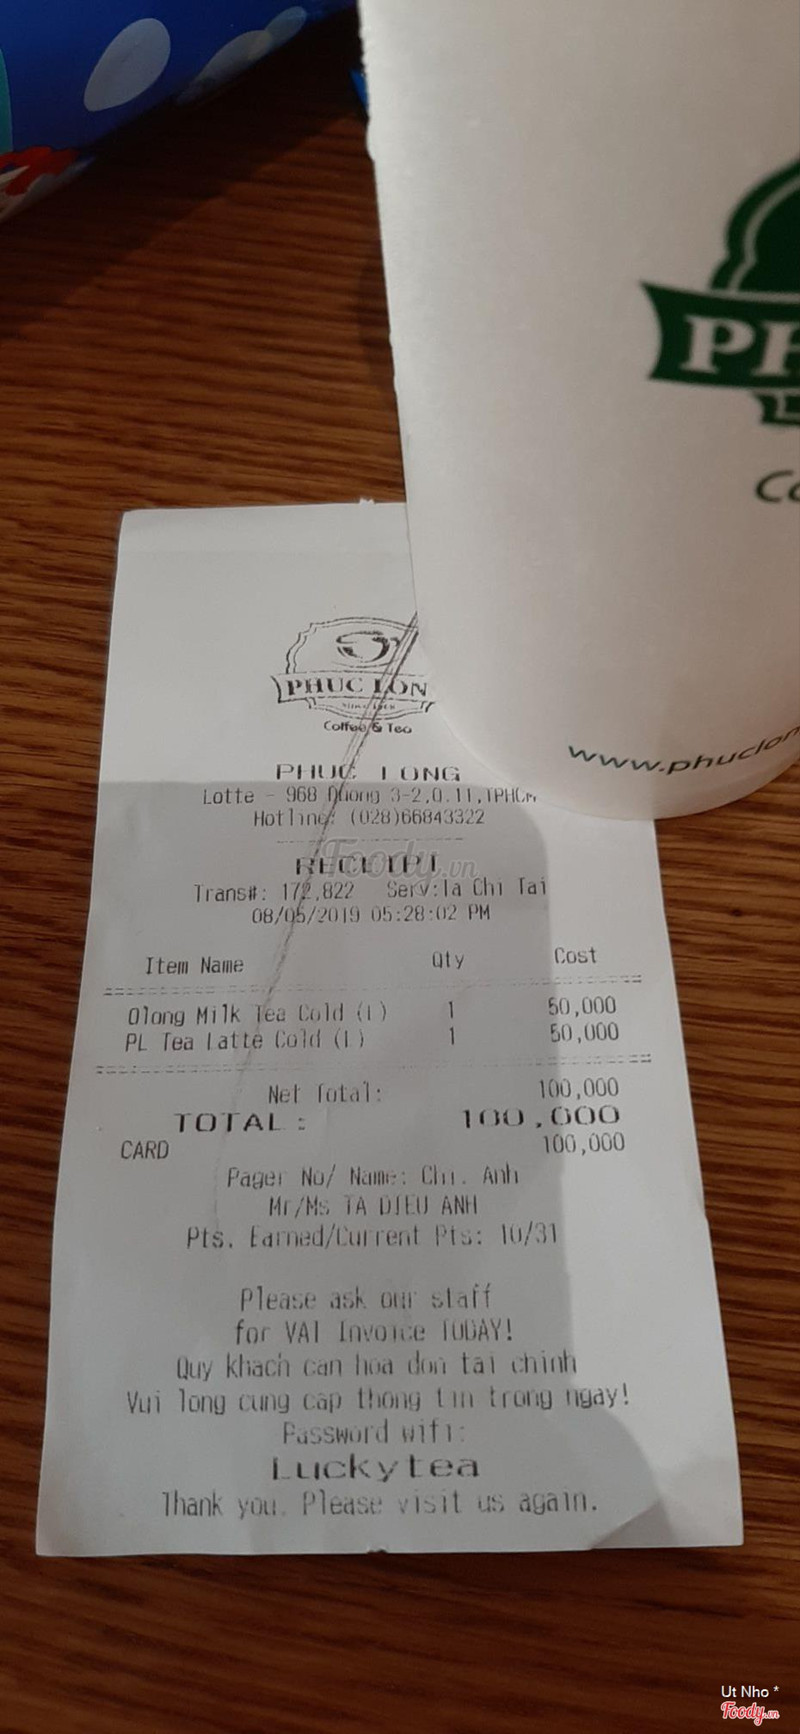 PH
Co
www.phuclon
PHUC LON
SINCE 1968
Coffee & Tea
PHUC LONG
Lotte - 968 Duong 3-2,Q.11,TPHCM
Hotline: (028)66843322
RECEIPT
Trans#: 172,822 Serv:la Chi Tai
08/05/2019 05:28:02 PM
Item Name Qty Cost
Olong Milk Tea Cold (L) 1 50,000
PL Tea Latte Cold (L) 1 50,000
Net Total: 100,000
TOTAL: 100,000
CARD 100,000
Pager No/ Name: Chi. Anh
Mr/Ms TA DIEU ANH
Pts. Earned/Current Pts: 10/31
Please ask our staff
for VAT Invoice TODAY!
Quy khach can hoa don tai chinh
Vui long cung cap thong tin trong ngay!
Password wifi:
Luckytea
Thank you. Please visit us again.
Foody.vn
Ut Nho *
Foody.vn